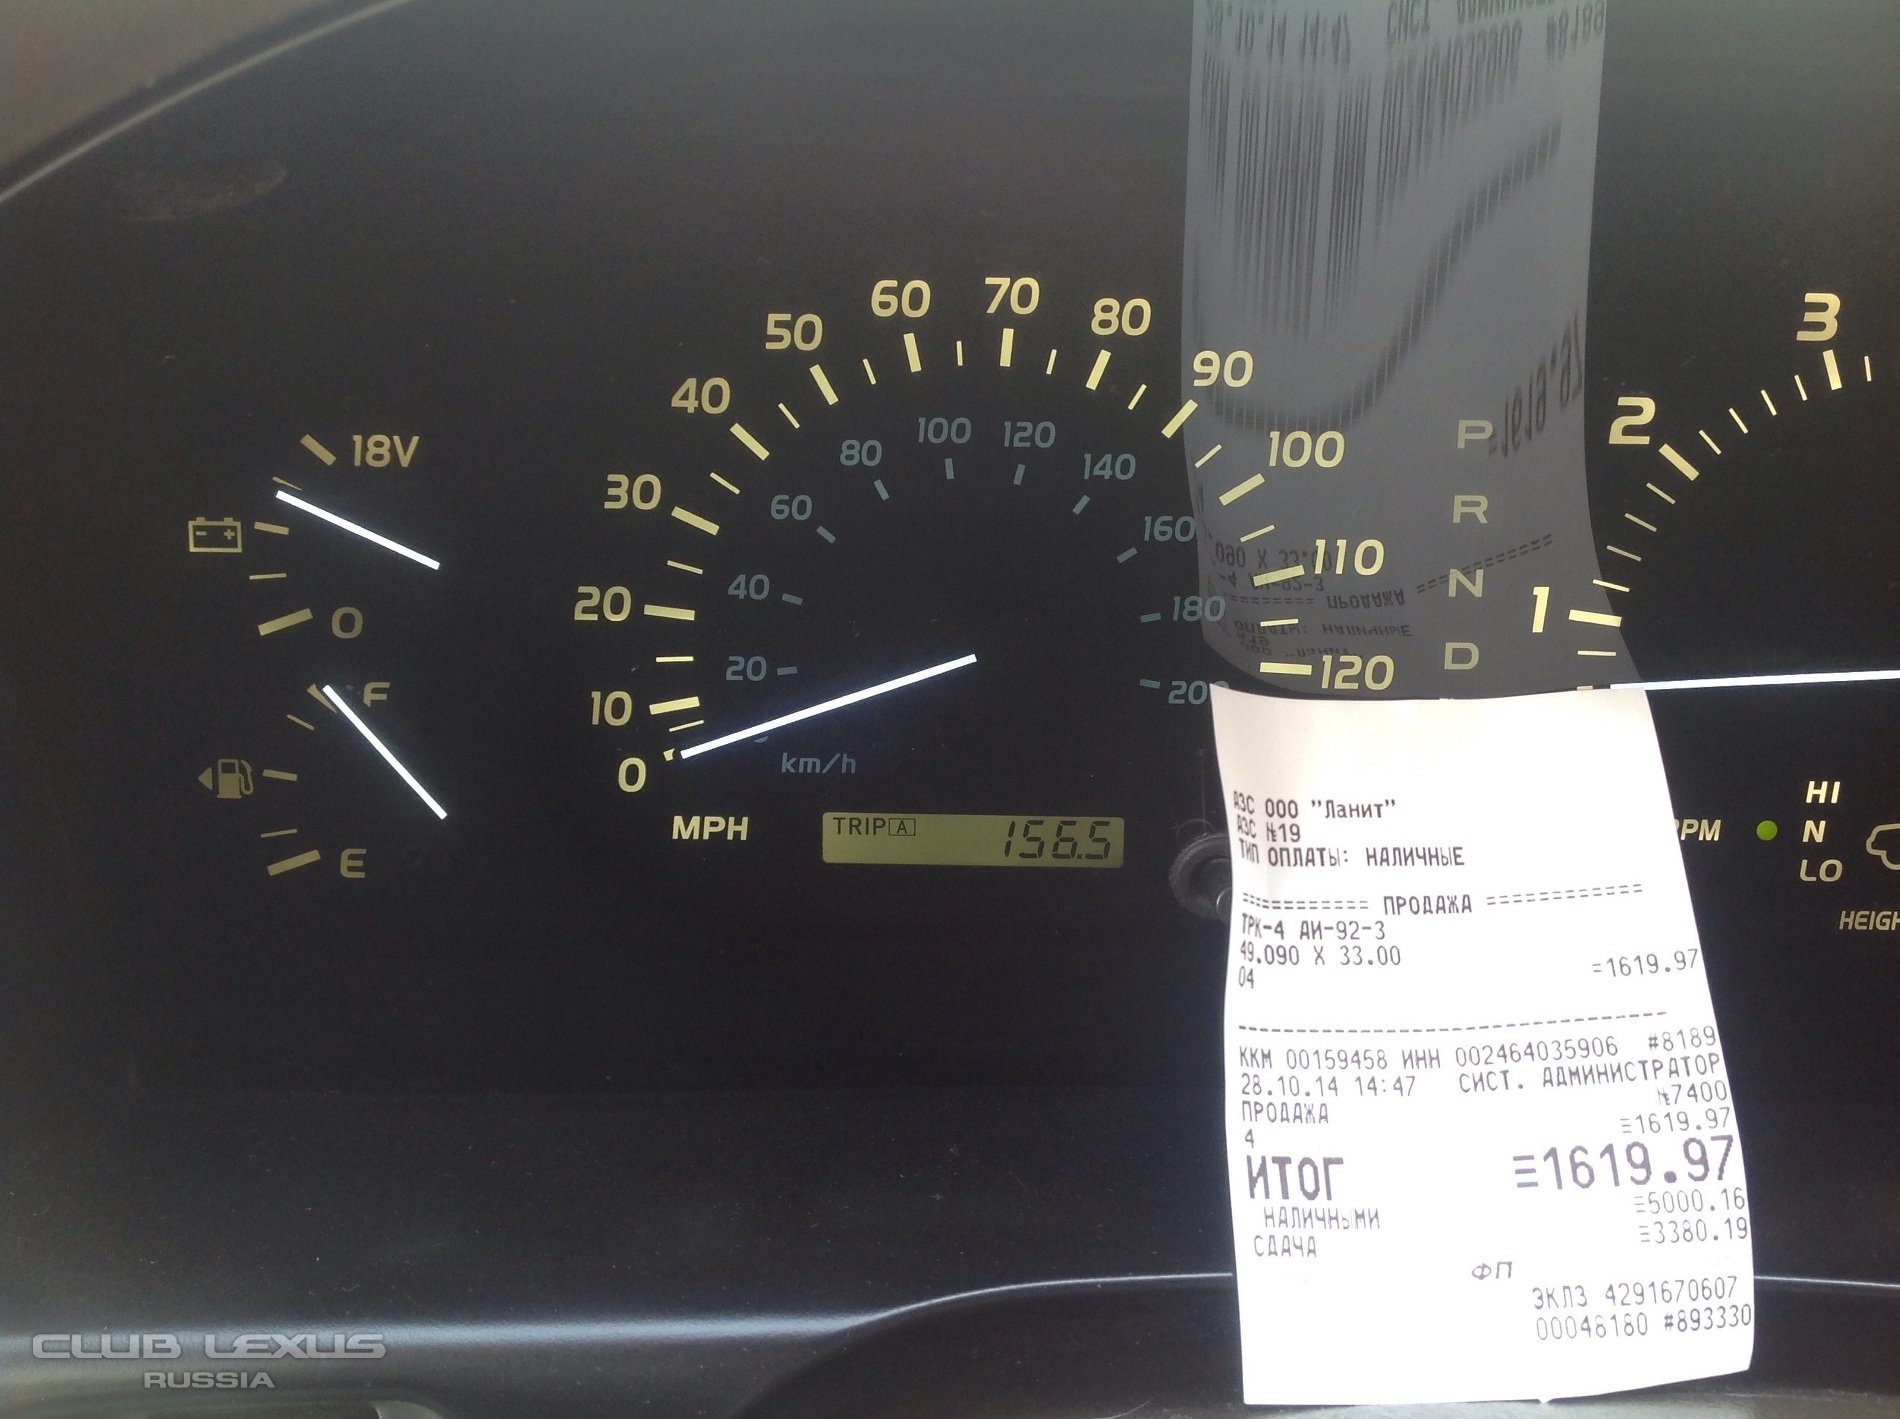 18V
O
F
E
0
10
20
30
40
50
60
70
80
90
100
110
120
20
40
60
80
100
120
140
160
180
200
km/h
MPH
TRIP A 156.5
P
R
N
D
1
2
3
HI
N
LO
АЗС ООО "Ланит"
АЗС №19
ТИП ОПЛАТЫ: НАЛИЧНЫЕ
=========== ПРОДАЖА ==============
ТРК-4 АИ-92-3
49.090 X 33.00
04 =1619.97
ККМ 00159458 ИНН 002464035906 #8189
28.10.14 14:47 СИСТ. АДМИНИСТРАТОР
ПРОДАЖА №7400
4 ≡1619.97
ИТОГ ≡1619.97
НАЛИЧНЫМИ ≡5000.16
СДАЧА ≡3380.19
ФП
ЭКЛЗ 4291670607
00048180 #893330
CLUB LEXUS
RUSSIA